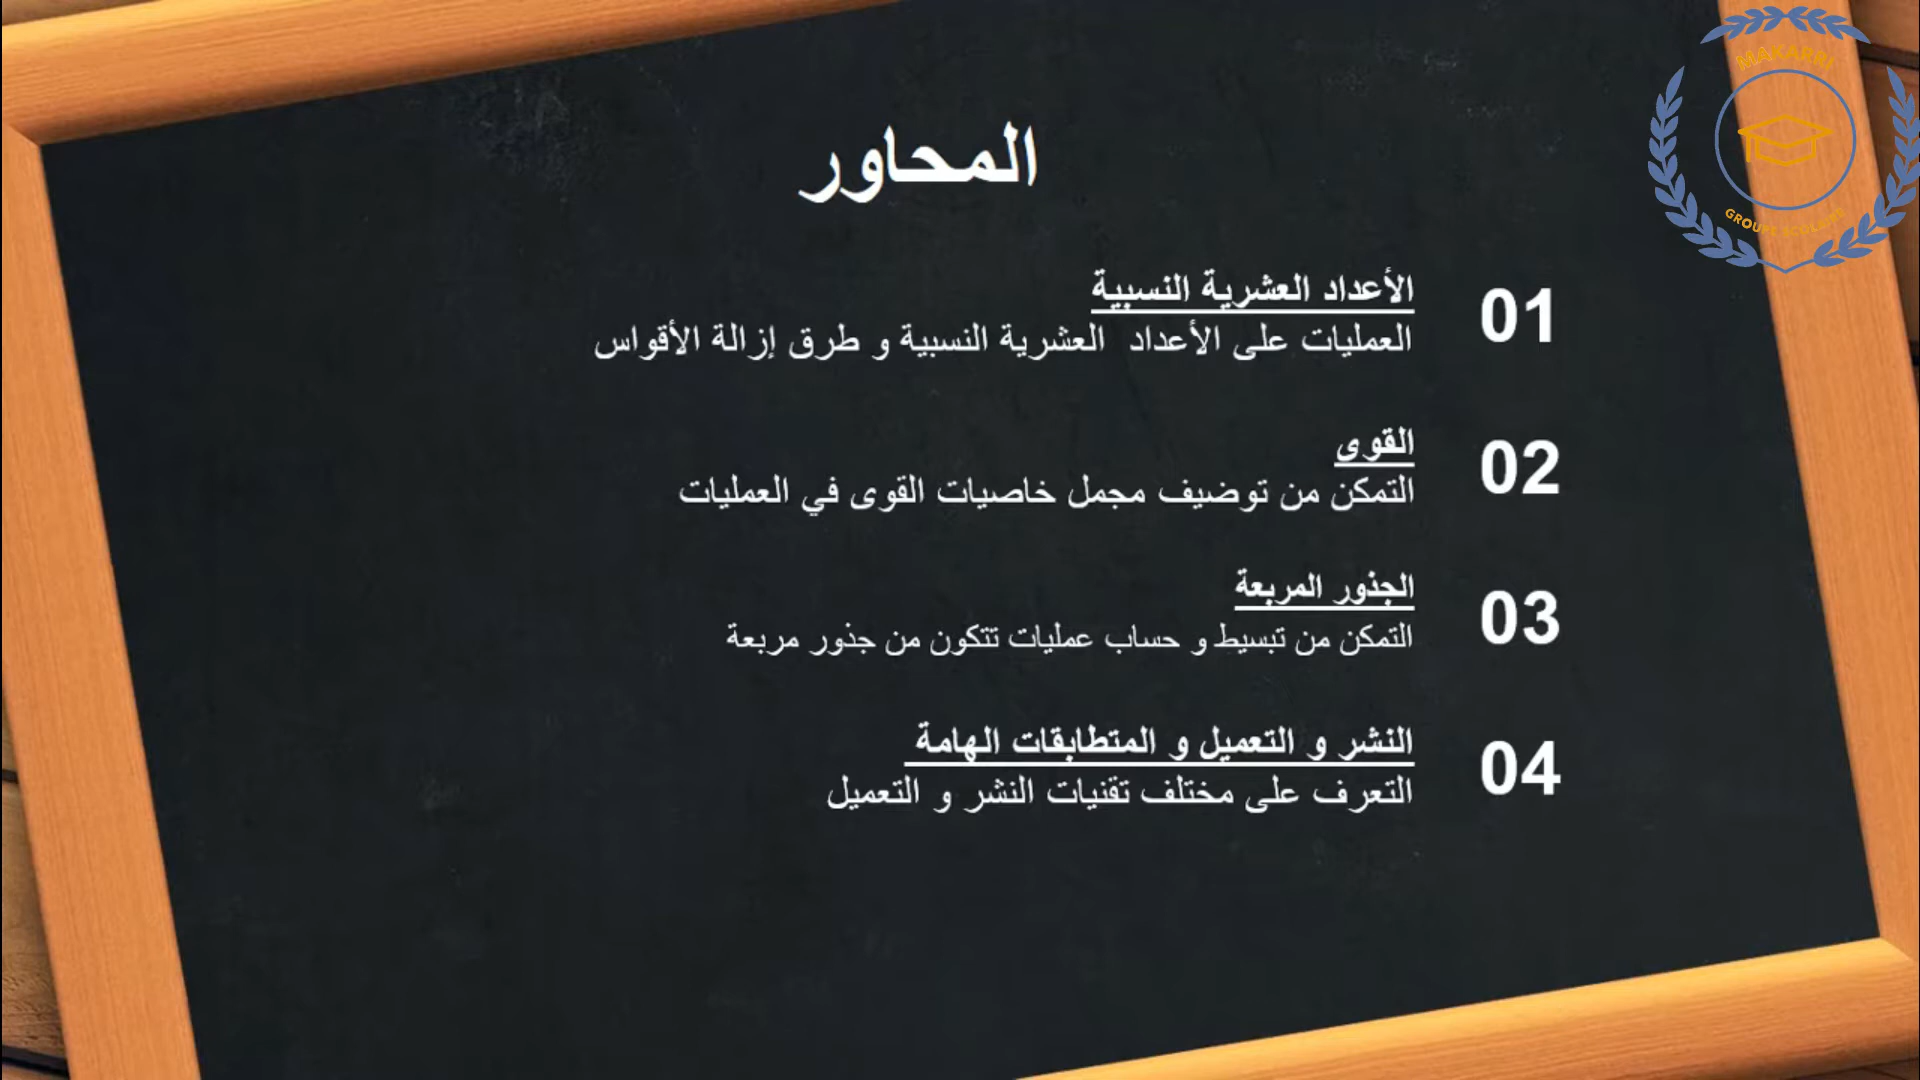 MAKARRI
GROUPE SCOLAIRE
المحاور
01
الأعداد العشرية النسبية
العمليات على الأعداد العشرية النسبية و طرق إزالة الأقواس
02
القوى
التمكن من توضيف مجمل خاصيات القوى في العمليات
03
الجذور المربعة
التمكن من تبسيط و حساب عمليات تتكون من جذور مربعة
04
النشر و التعميل و المتطابقات الهامة
التعرف على مختلف تقنيات النشر و التعميل